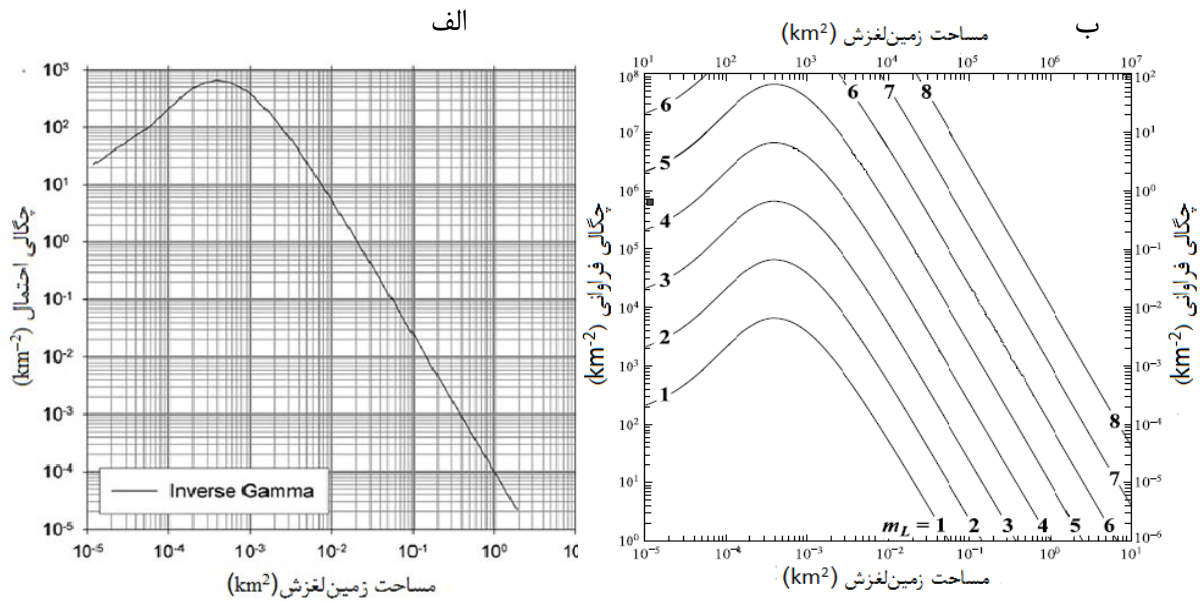 الف
10³
10²
10¹
10⁰
10⁻¹
10⁻²
10⁻³
10⁻⁴
10⁻⁵
چگالی احتمال (km⁻²)
Inverse Gamma
10⁻⁵ 10⁻⁴ 10⁻³ 10⁻² 10⁻¹ 10⁰ 10
مساحت زمین‌لغزش (km²)
ب
مساحت زمین‌لغزش (km²)
10¹ 10² 10³ 10⁴ 10⁵ 10⁶ 10⁷
10⁸
10⁷
10⁶
10⁵
10⁴
10³
10²
10¹
10⁰
چگالی فراوانی (km⁻²)
6
5
4
3
2
1
6 7 8
8
7
m_L = 1 2 3 4 5 6
10²
10¹
10⁰
10⁻¹
10⁻²
10⁻³
10⁻⁴
10⁻⁵
10⁻⁶
چگالی فراوانی (km⁻²)
10⁻⁵ 10⁻⁴ 10⁻³ 10⁻² 10⁻¹ 10⁰ 10¹
مساحت زمین‌لغزش (km²)